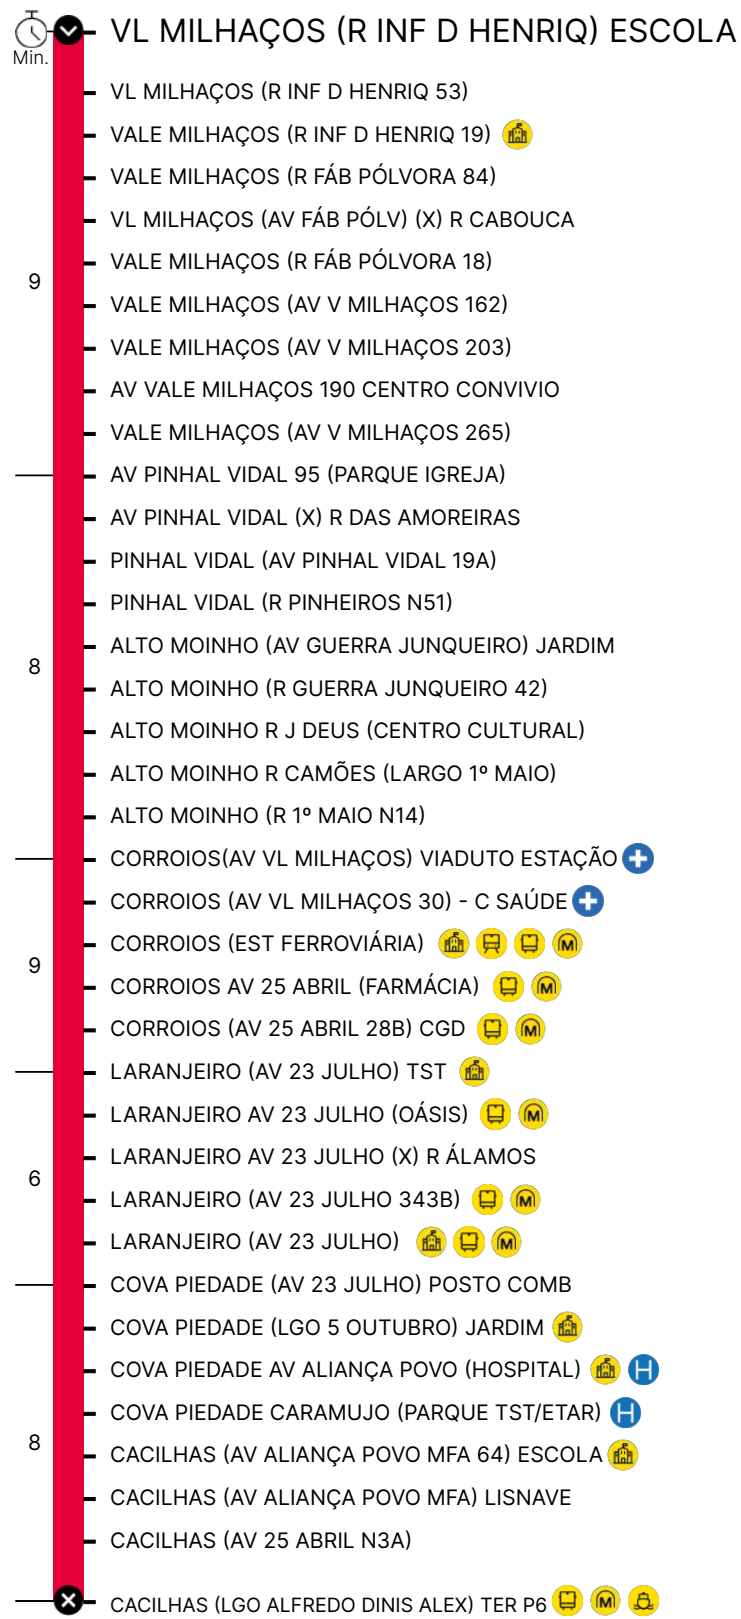 VL MILHAÇOS (R INF D HENRIQ) ESCOLA
Min.
VL MILHAÇOS (R INF D HENRIQ 53)
VALE MILHAÇOS (R INF D HENRIQ 19)
VALE MILHAÇOS (R FÁB PÓLVORA 84)
VL MILHAÇOS (AV FÁB PÓLV) (X) R CABOUCA
VALE MILHAÇOS (R FÁB PÓLVORA 18)
9
VALE MILHAÇOS (AV V MILHAÇOS 162)
VALE MILHAÇOS (AV V MILHAÇOS 203)
AV VALE MILHAÇOS 190 CENTRO CONVIVIO
VALE MILHAÇOS (AV V MILHAÇOS 265)
AV PINHAL VIDAL 95 (PARQUE IGREJA)
AV PINHAL VIDAL (X) R DAS AMOREIRAS
PINHAL VIDAL (AV PINHAL VIDAL 19A)
PINHAL VIDAL (R PINHEIROS N51)
ALTO MOINHO (AV GUERRA JUNQUEIRO) JARDIM
8
ALTO MOINHO (R GUERRA JUNQUEIRO 42)
ALTO MOINHO R J DEUS (CENTRO CULTURAL)
ALTO MOINHO R CAMÕES (LARGO 1º MAIO)
ALTO MOINHO (R 1º MAIO N14)
CORROIOS(AV VL MILHAÇOS) VIADUTO ESTAÇÃO
CORROIOS (AV VL MILHAÇOS 30) - C SAÚDE
CORROIOS (EST FERROVIÁRIA) M
9
CORROIOS AV 25 ABRIL (FARMÁCIA) M
CORROIOS (AV 25 ABRIL 28B) CGD M
LARANJEIRO (AV 23 JULHO) TST
LARANJEIRO AV 23 JULHO (OÁSIS) M
LARANJEIRO AV 23 JULHO (X) R ÁLAMOS
6
LARANJEIRO (AV 23 JULHO 343B) M
LARANJEIRO (AV 23 JULHO) M
COVA PIEDADE (AV 23 JULHO) POSTO COMB
COVA PIEDADE (LGO 5 OUTUBRO) JARDIM
COVA PIEDADE AV ALIANÇA POVO (HOSPITAL) H
COVA PIEDADE CARAMUJO (PARQUE TST/ETAR) H
8
CACILHAS (AV ALIANÇA POVO MFA 64) ESCOLA
CACILHAS (AV ALIANÇA POVO MFA) LISNAVE
CACILHAS (AV 25 ABRIL N3A)
CACILHAS (LGO ALFREDO DINIS ALEX) TER P6 M